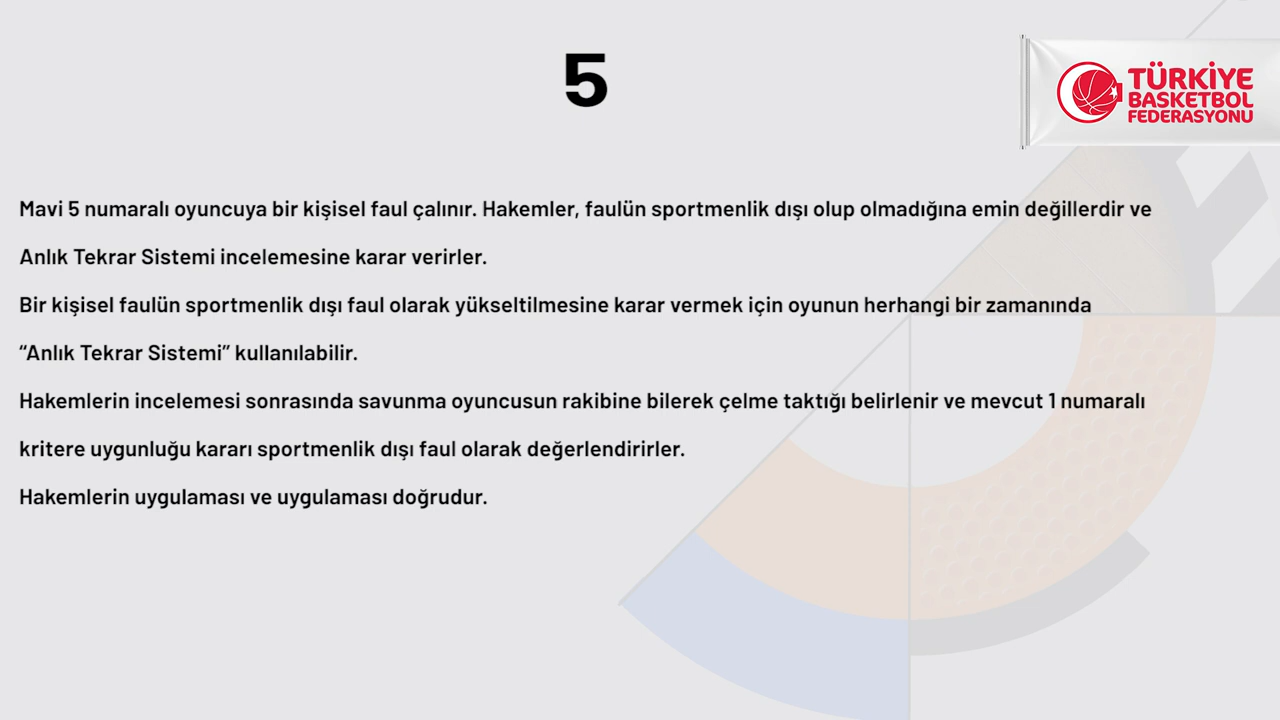 5
TÜRKİYE
BASKETBOL
FEDERASYONU
Mavi 5 numaralı oyuncuya bir kişisel faul çalınır. Hakemler, faulün sportmenlik dışı olup olmadığına emin değillerdir ve
Anlık Tekrar Sistemi incelemesine karar verirler.
Bir kişisel faulün sportmenlik dışı faul olarak yükseltilmesine karar vermek için oyunun herhangi bir zamanında
“Anlık Tekrar Sistemi” kullanılabilir.
Hakemlerin incelemesi sonrasında savunma oyuncusun rakibine bilerek çelme taktığı belirlenir ve mevcut 1 numaralı
kritere uygunluğu kararı sportmenlik dışı faul olarak değerlendirirler.
Hakemlerin uygulaması ve uygulaması doğrudur.